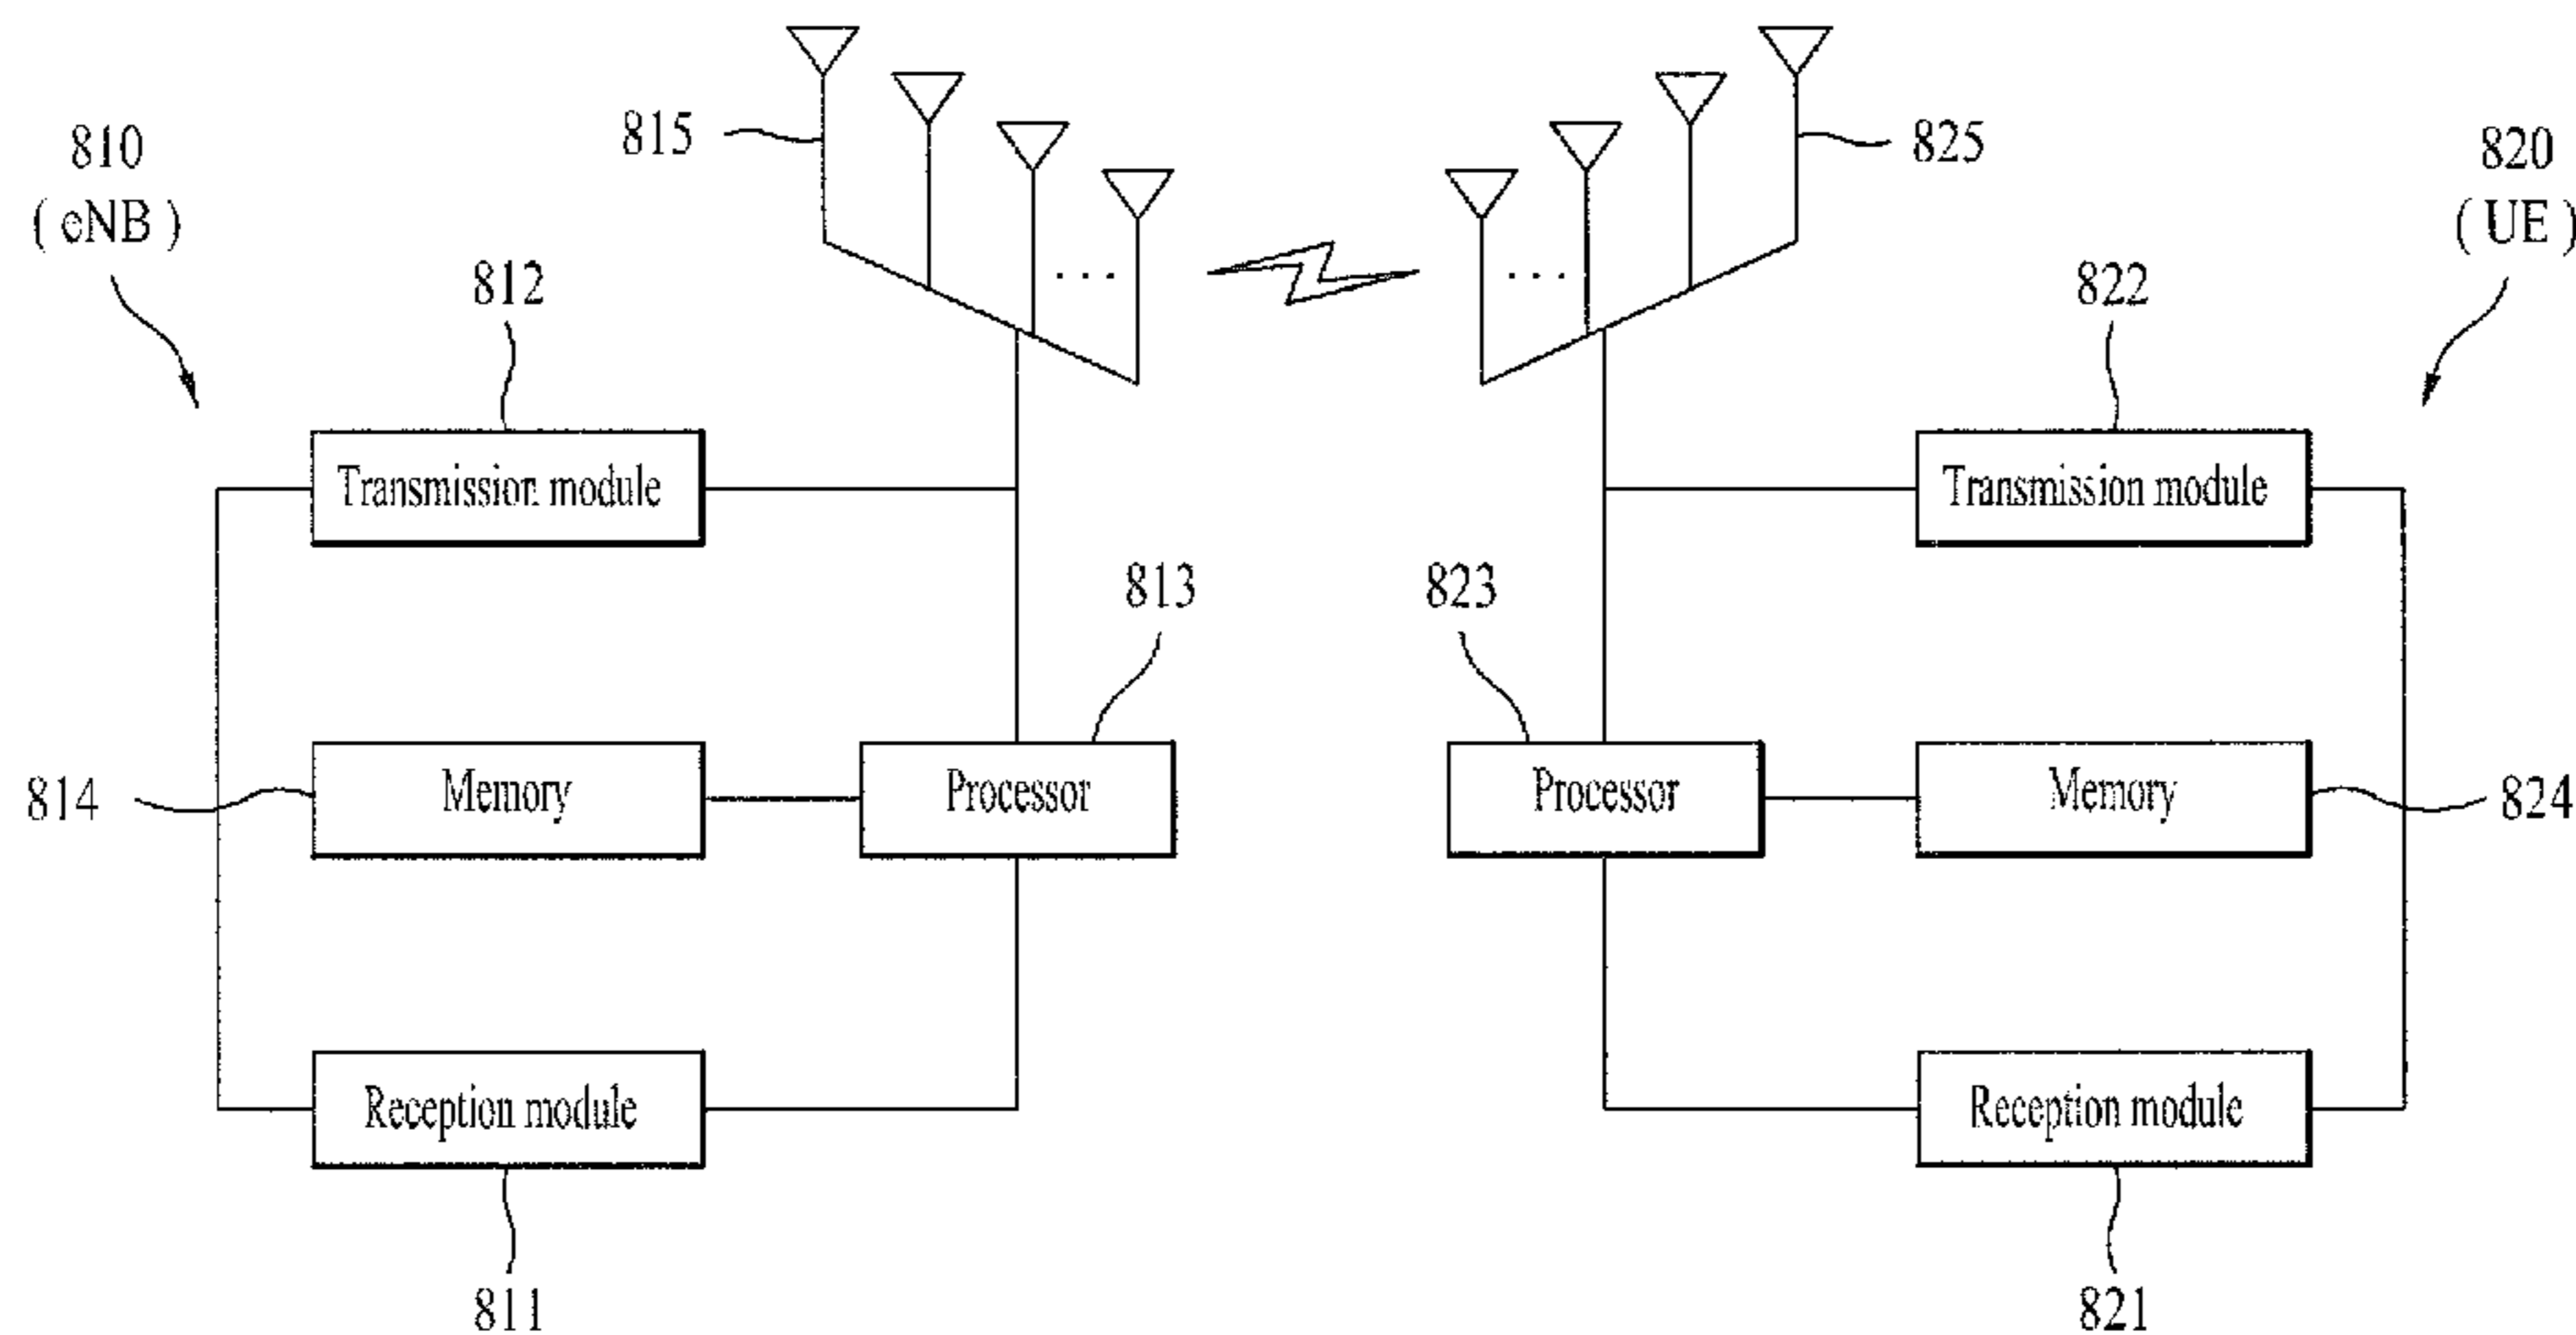 815
825
810
( eNB )
820
( UE )
812
822
Transmission module
Transmission module
813
823
814
Memory
Processor
Processor
Memory
824
Reception module
Reception module
811
821